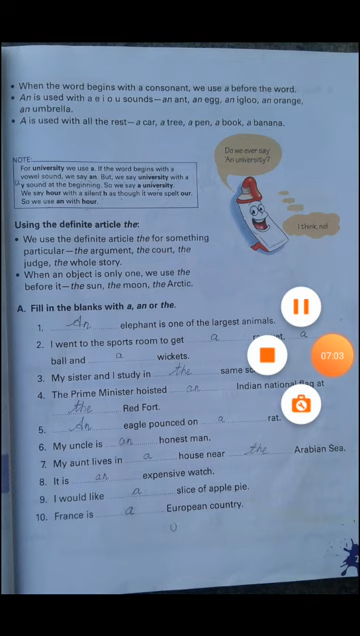 • When the word begins with a consonant, we use a before the word.
• An is used with a e i o u sounds—an ant, an egg, an igloo, an orange,
an umbrella.
• A is used with all the rest—a car, a tree, a pen, a book, a banana.
Do we ever say
'An university'?
I think, no!
NOTE:
For university we use a. If the word begins with a
vowel sound, we say an. But, we say university with a
y sound at the beginning. So we say a university.
We say hour with a silent h as though it were spelt our.
So we use an with hour.
Using the definite article the:
• We use the definite article the for something
particular—the argument, the court, the
judge, the whole story.
• When an object is only one, we use the
before it—the sun, the moon, the Arctic.
A. Fill in the blanks with a, an or the.
1. An elephant is one of the largest animals.
2. I went to the sports room to get a a
ball and a wickets.
3. My sister and I study in the same
4. The Prime Minister hoisted an Indian national flag at
the Red Fort.
5. An eagle pounced on a rat.
6. My uncle is an honest man.
7. My aunt lives in a house near the Arabian Sea.
8. It is an expensive watch.
9. I would like a slice of apple pie.
10. France is a European country.
07:03